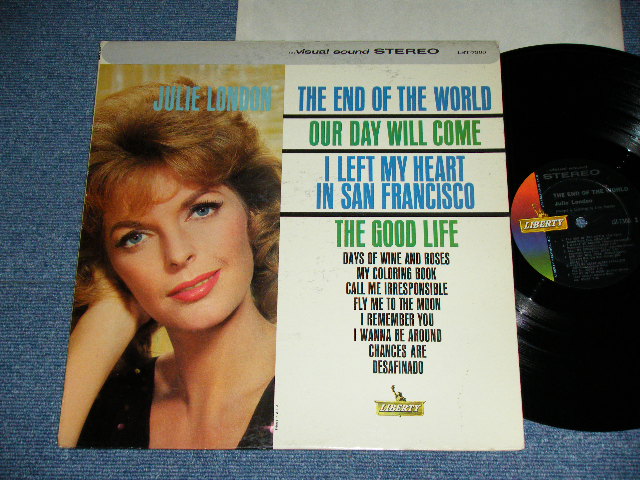 visual sound STEREO
JULIE LONDON
THE END OF THE WORLD
OUR DAY WILL COME
I LEFT MY HEART
IN SAN FRANCISCO
THE GOOD LIFE
DAYS OF WINE AND ROSES
MY COLORING BOOK
CALL ME IRRESPONSIBLE
FLY ME TO THE MOON
I REMEMBER YOU
I WANNA BE AROUND
CHANCES ARE
DESAFINADO
LIBERTY
visual sound
STEREO
THE END OF THE WORLD
Julie London
LIBERTY